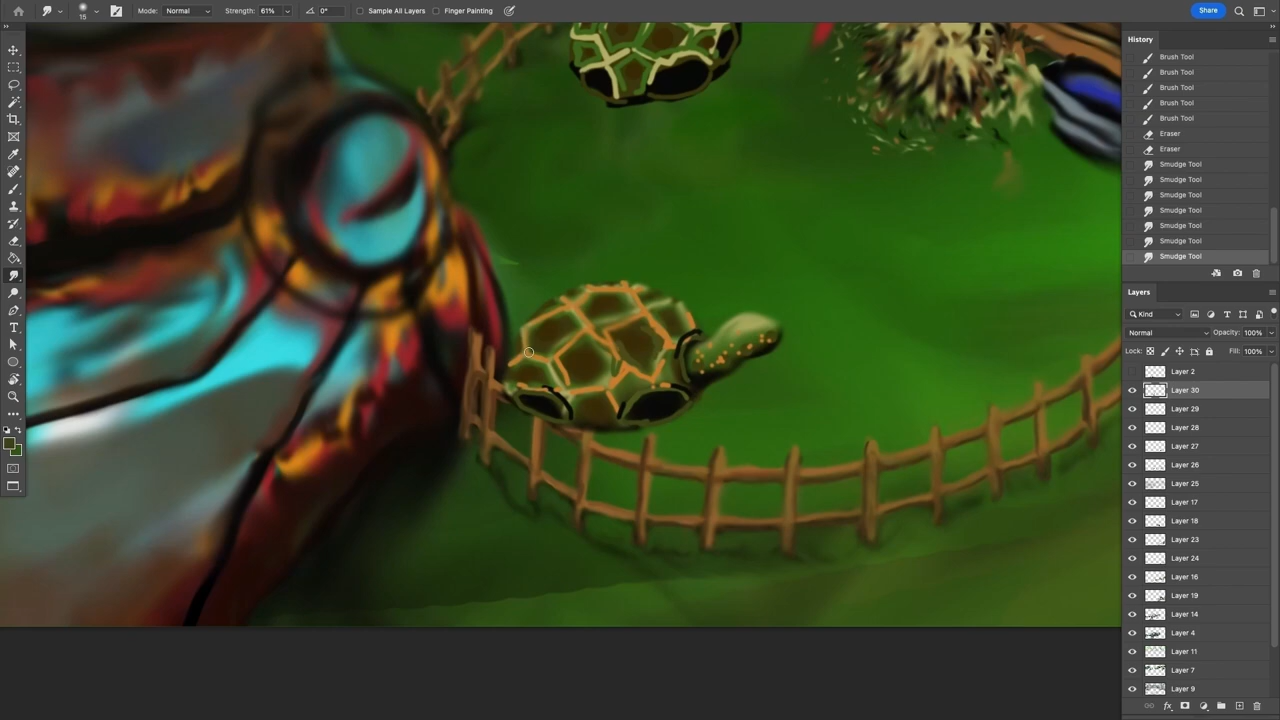 15 Mode: Normal Strength: 61% 0° Sample All Layers Finger Painting Share
History
Brush Tool
Brush Tool
Brush Tool
Brush Tool
Brush Tool
Eraser
Eraser
Smudge Tool
Smudge Tool
Smudge Tool
Smudge Tool
Smudge Tool
Smudge Tool
Smudge Tool
Layers
Kind
Normal Opacity: 100%
Lock: Fill: 100%
Layer 2
Layer 30
Layer 29
Layer 28
Layer 27
Layer 26
Layer 25
Layer 17
Layer 18
Layer 23
Layer 24
Layer 16
Layer 19
Layer 14
Layer 4
Layer 11
Layer 7
Layer 9